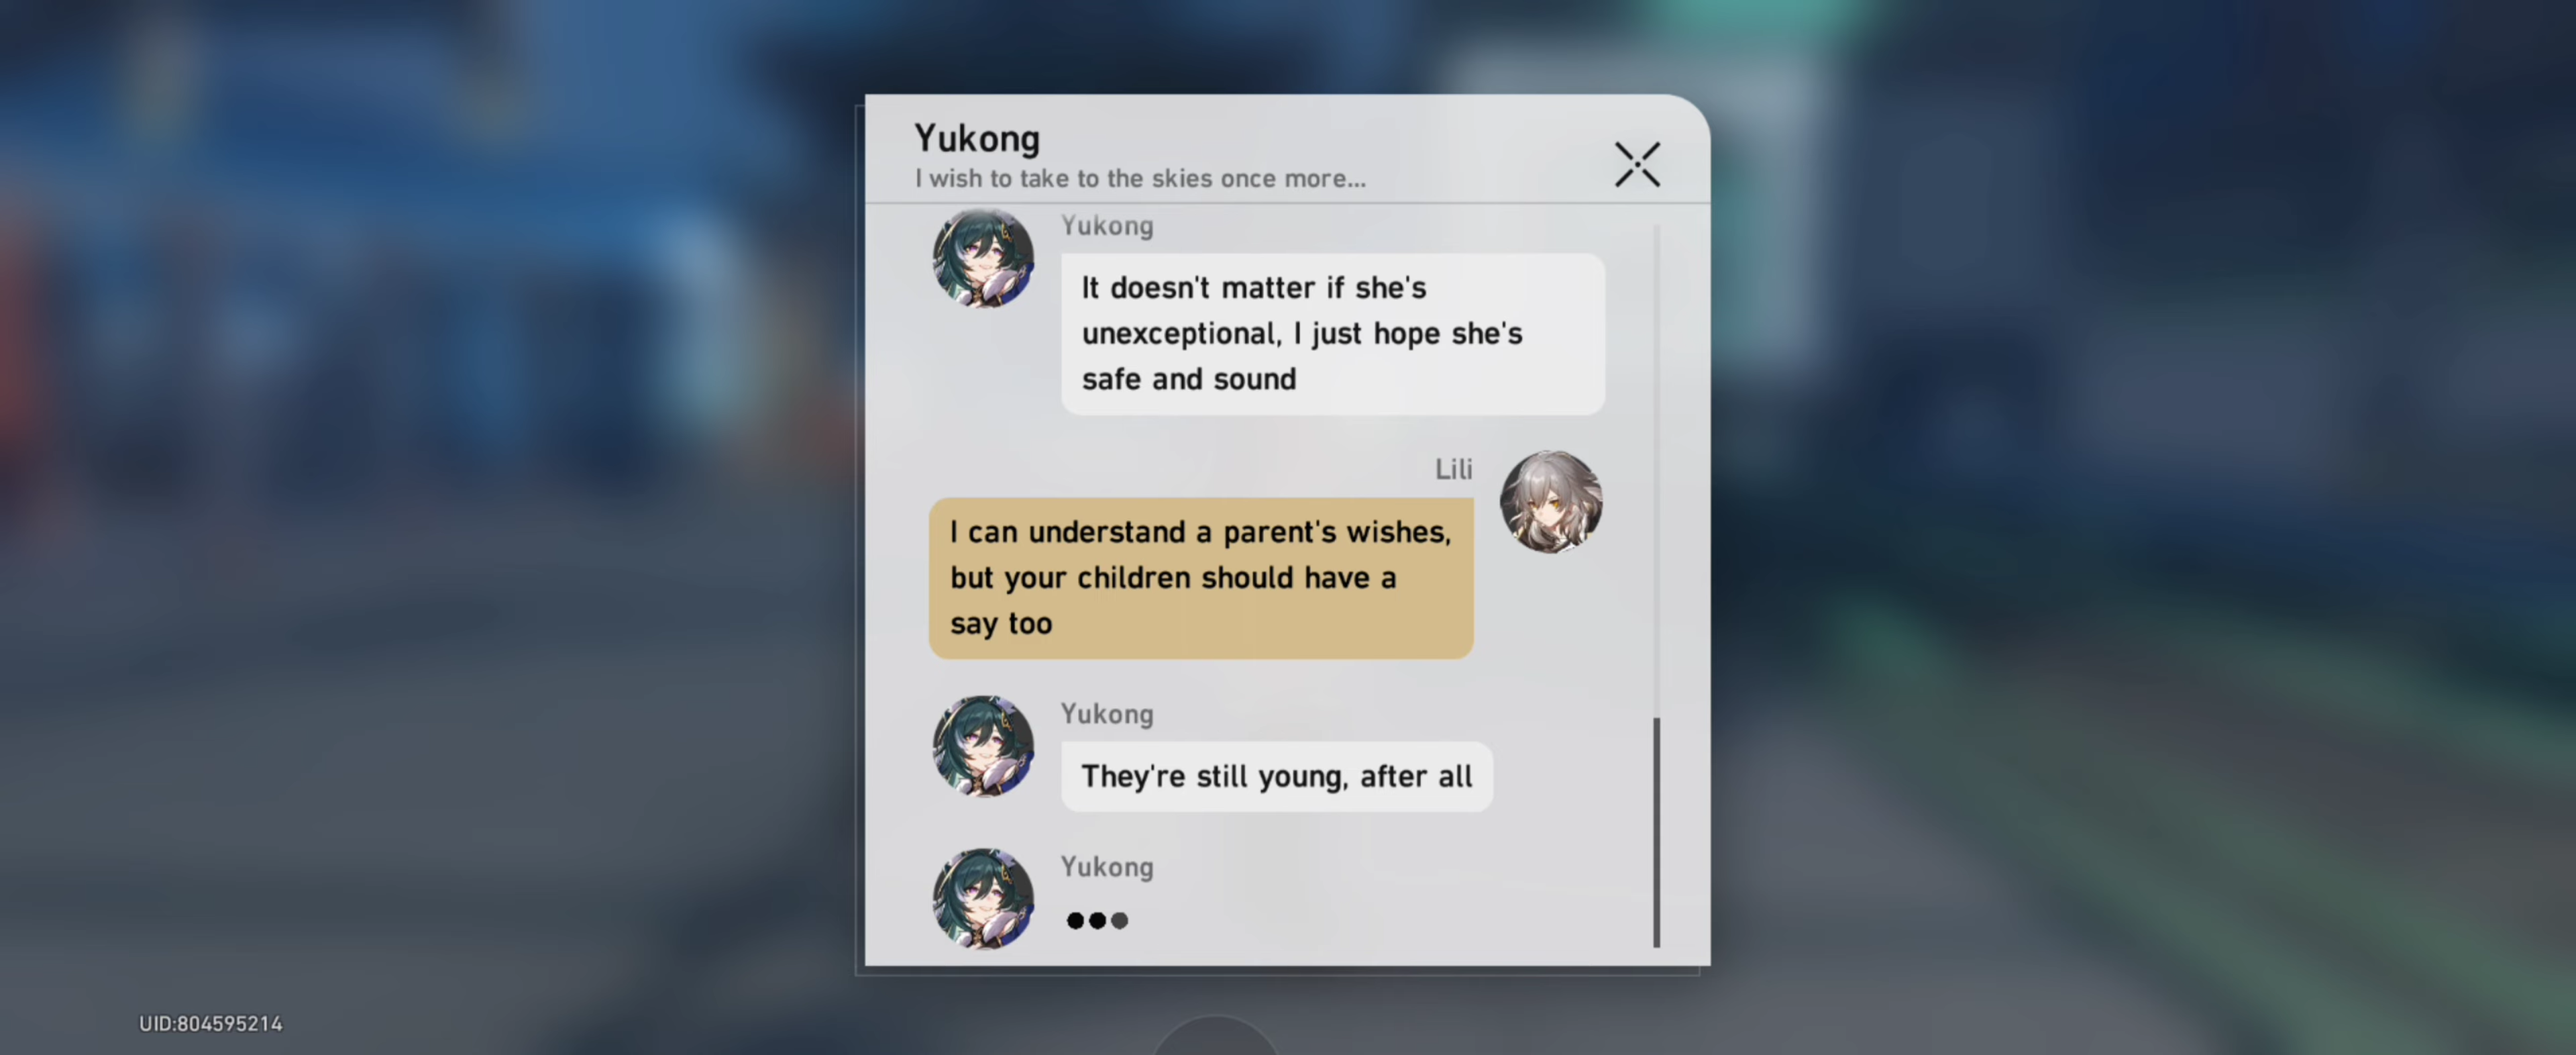 Yukong
I wish to take to the skies once more...
Yukong
It doesn't matter if she's
unexceptional, I just hope she's
safe and sound
Lili
I can understand a parent's wishes,
but your children should have a
say too
Yukong
They're still young, after all
Yukong
UID:804595214